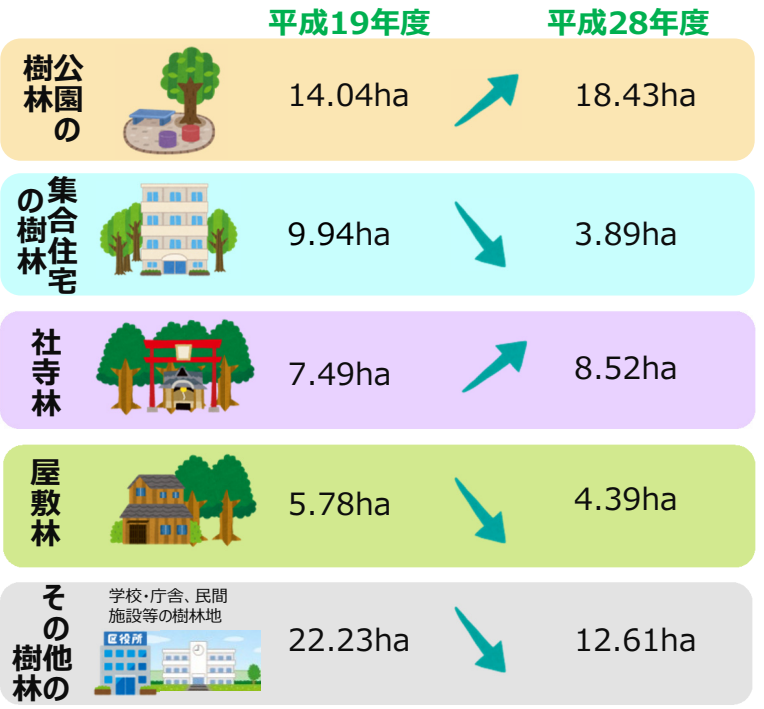 平成19年度
平成28年度
公園の
樹林
14.04ha
18.43ha
集合住宅
の樹林
9.94ha
3.89ha
社寺林
7.49ha
8.52ha
屋敷林
5.78ha
4.39ha
その他の
樹林
学校・庁舎、民間
施設等の樹林地
区役所
22.23ha
12.61ha